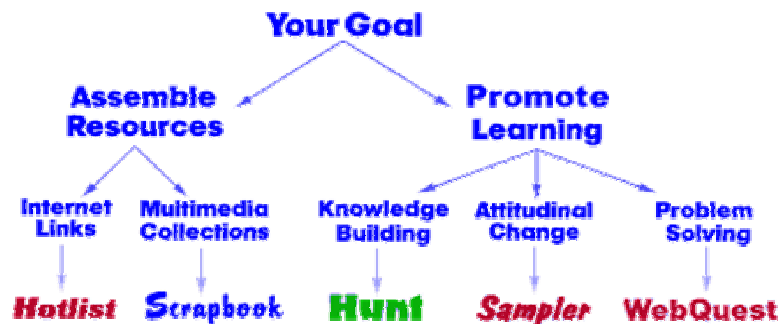 Your Goal
Assemble
Resources
Promote
Learning
Internet
Links
Multimedia
Collections
Knowledge
Building
Attitudinal
Change
Problem
Solving
Hotlist
Scrapbook
Hunt
Sampler
WebQuest